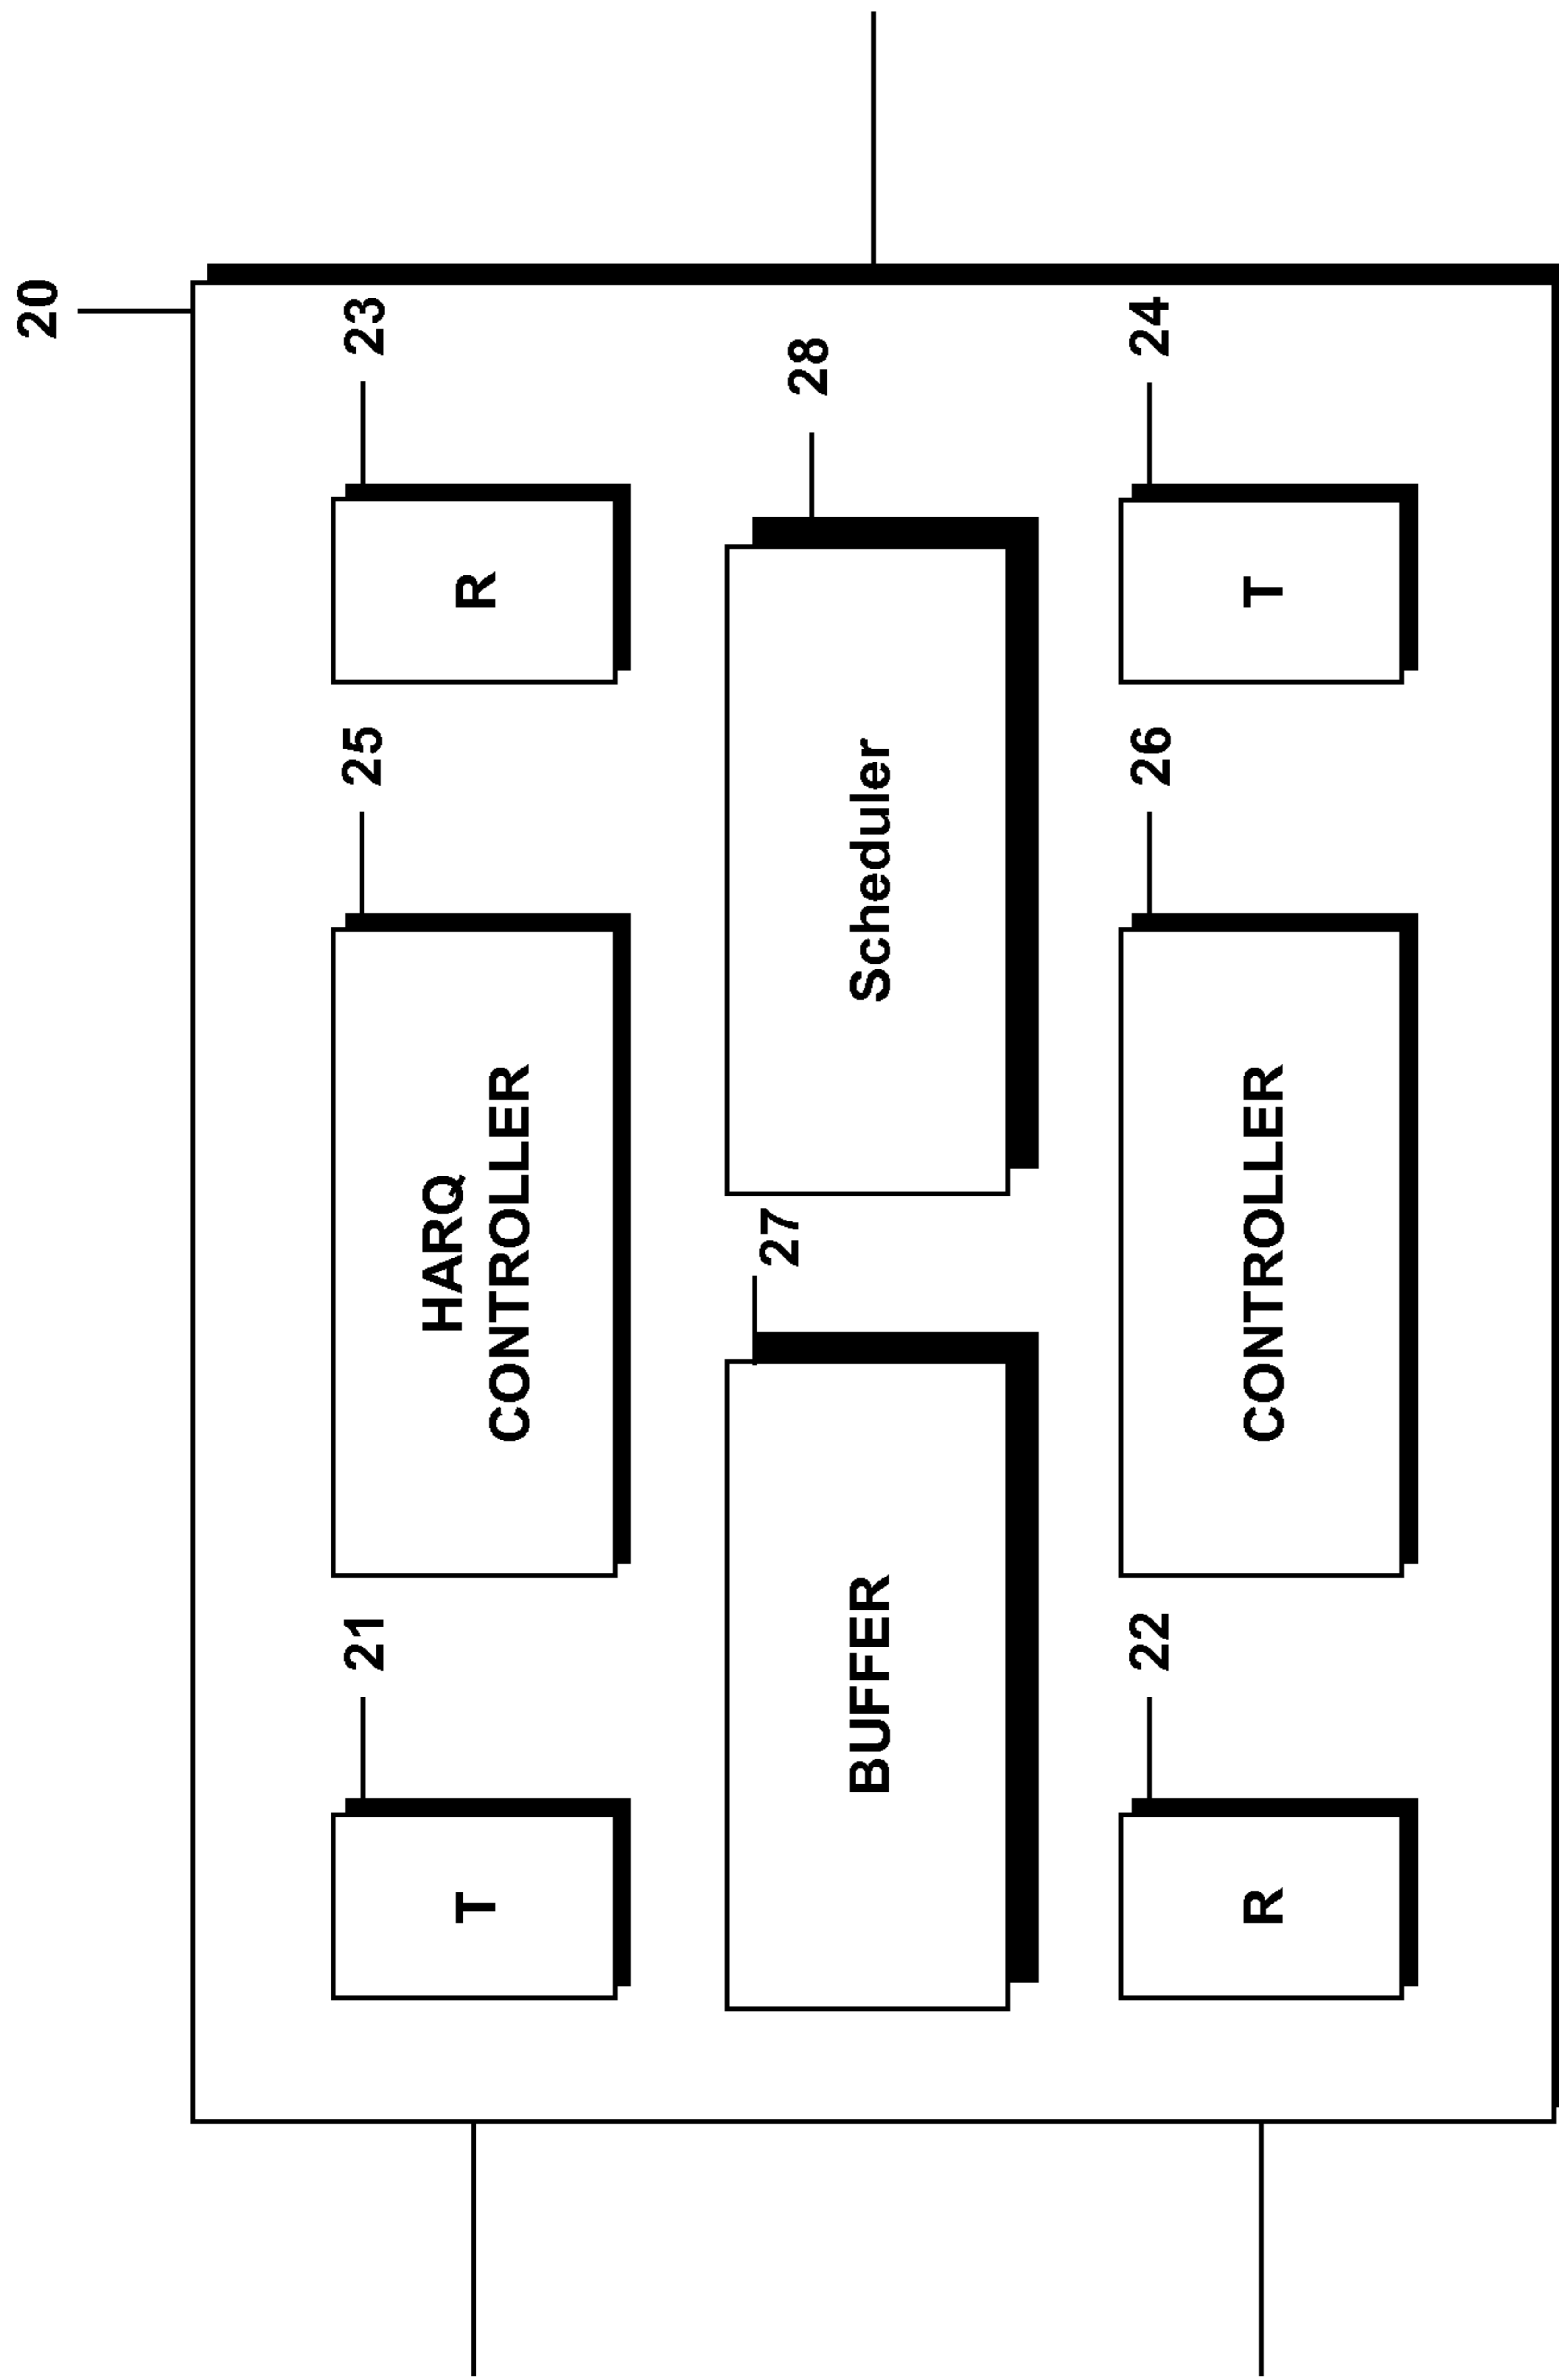 20
21
25
23
T
HARQ
CONTROLLER
R
27
28
BUFFER
Scheduler
22
26
24
R
CONTROLLER
T